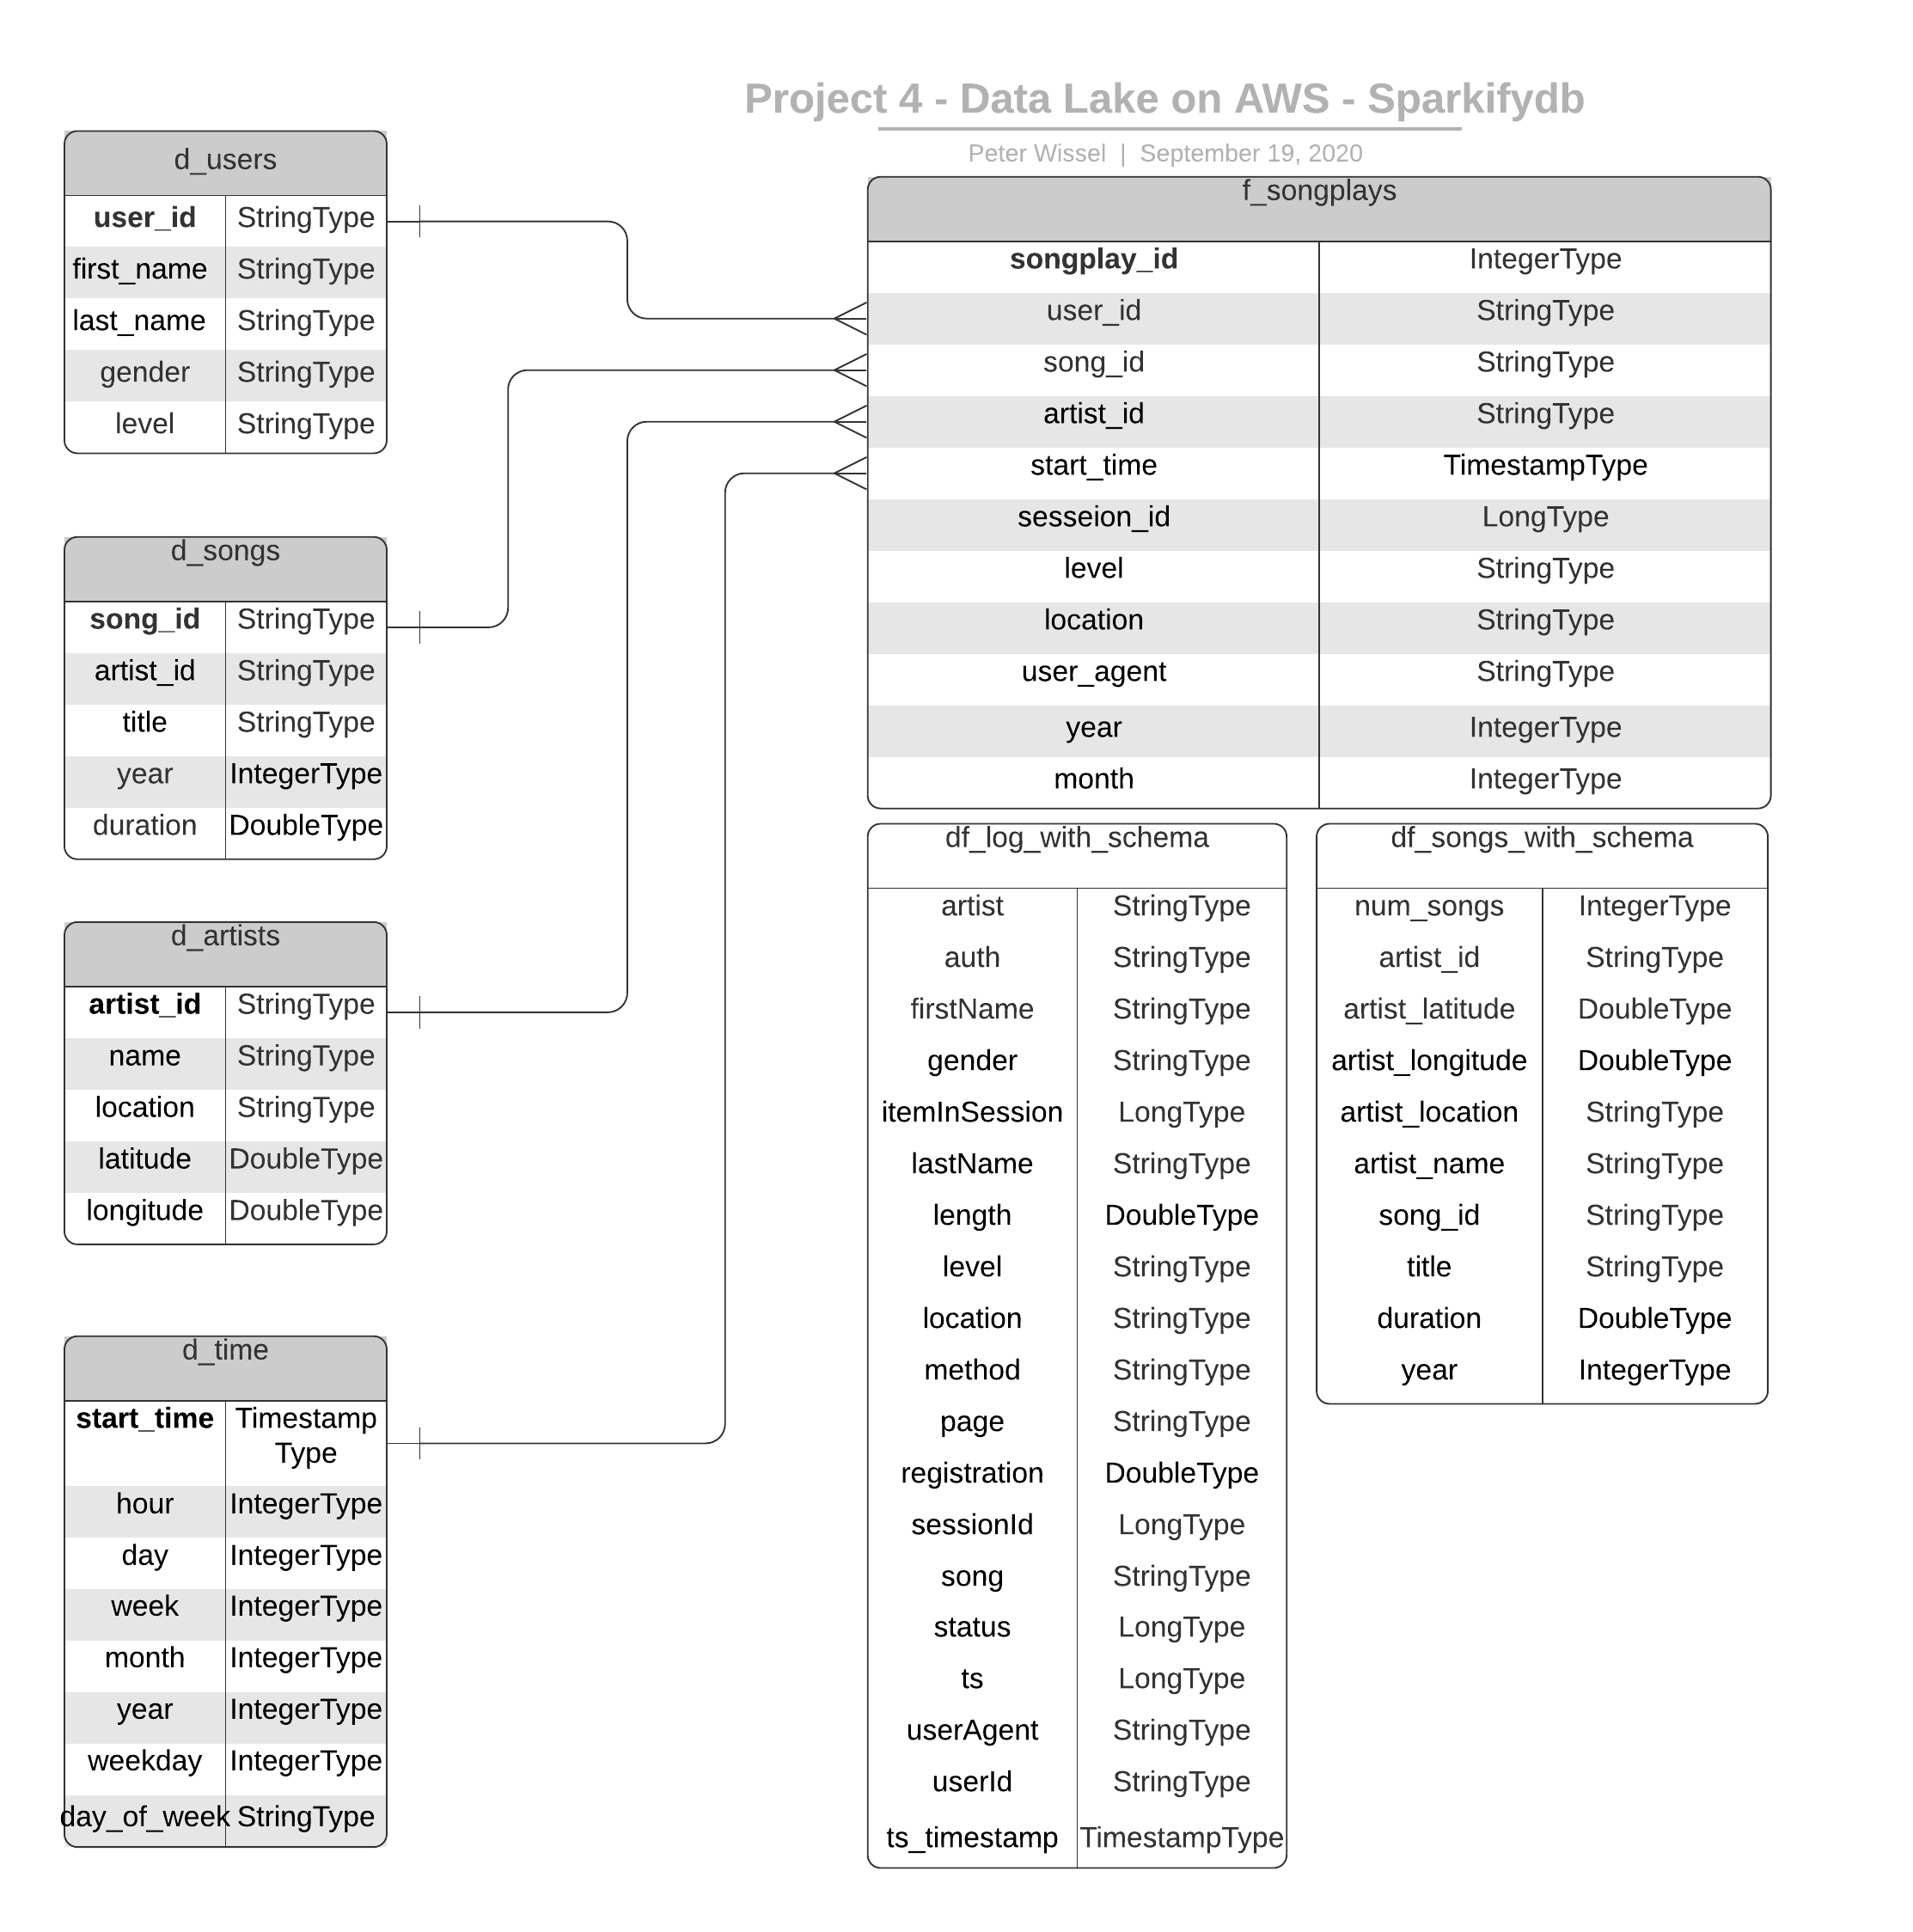 Project 4 - Data Lake on AWS - Sparkifydb
Peter Wissel | September 19, 2020
d_users
user_id StringType
first_name StringType
last_name StringType
gender StringType
level StringType
d_songs
song_id StringType
artist_id StringType
title StringType
year IntegerType
duration DoubleType
d_artists
artist_id StringType
name StringType
location StringType
latitude DoubleType
longitude DoubleType
d_time
start_time Timestamp
Type
hour IntegerType
day IntegerType
week IntegerType
month IntegerType
year IntegerType
weekday IntegerType
day_of_week StringType
f_songplays
songplay_id IntegerType
user_id StringType
song_id StringType
artist_id StringType
start_time TimestampType
sesseion_id LongType
level StringType
location StringType
user_agent StringType
year IntegerType
month IntegerType
df_log_with_schema
artist StringType
auth StringType
firstName StringType
gender StringType
itemInSession LongType
lastName StringType
length DoubleType
level StringType
location StringType
method StringType
page StringType
registration DoubleType
sessionId LongType
song StringType
status LongType
ts LongType
userAgent StringType
userId StringType
ts_timestamp TimestampType
df_songs_with_schema
num_songs IntegerType
artist_id StringType
artist_latitude DoubleType
artist_longitude DoubleType
artist_location StringType
artist_name StringType
song_id StringType
title StringType
duration DoubleType
year IntegerType